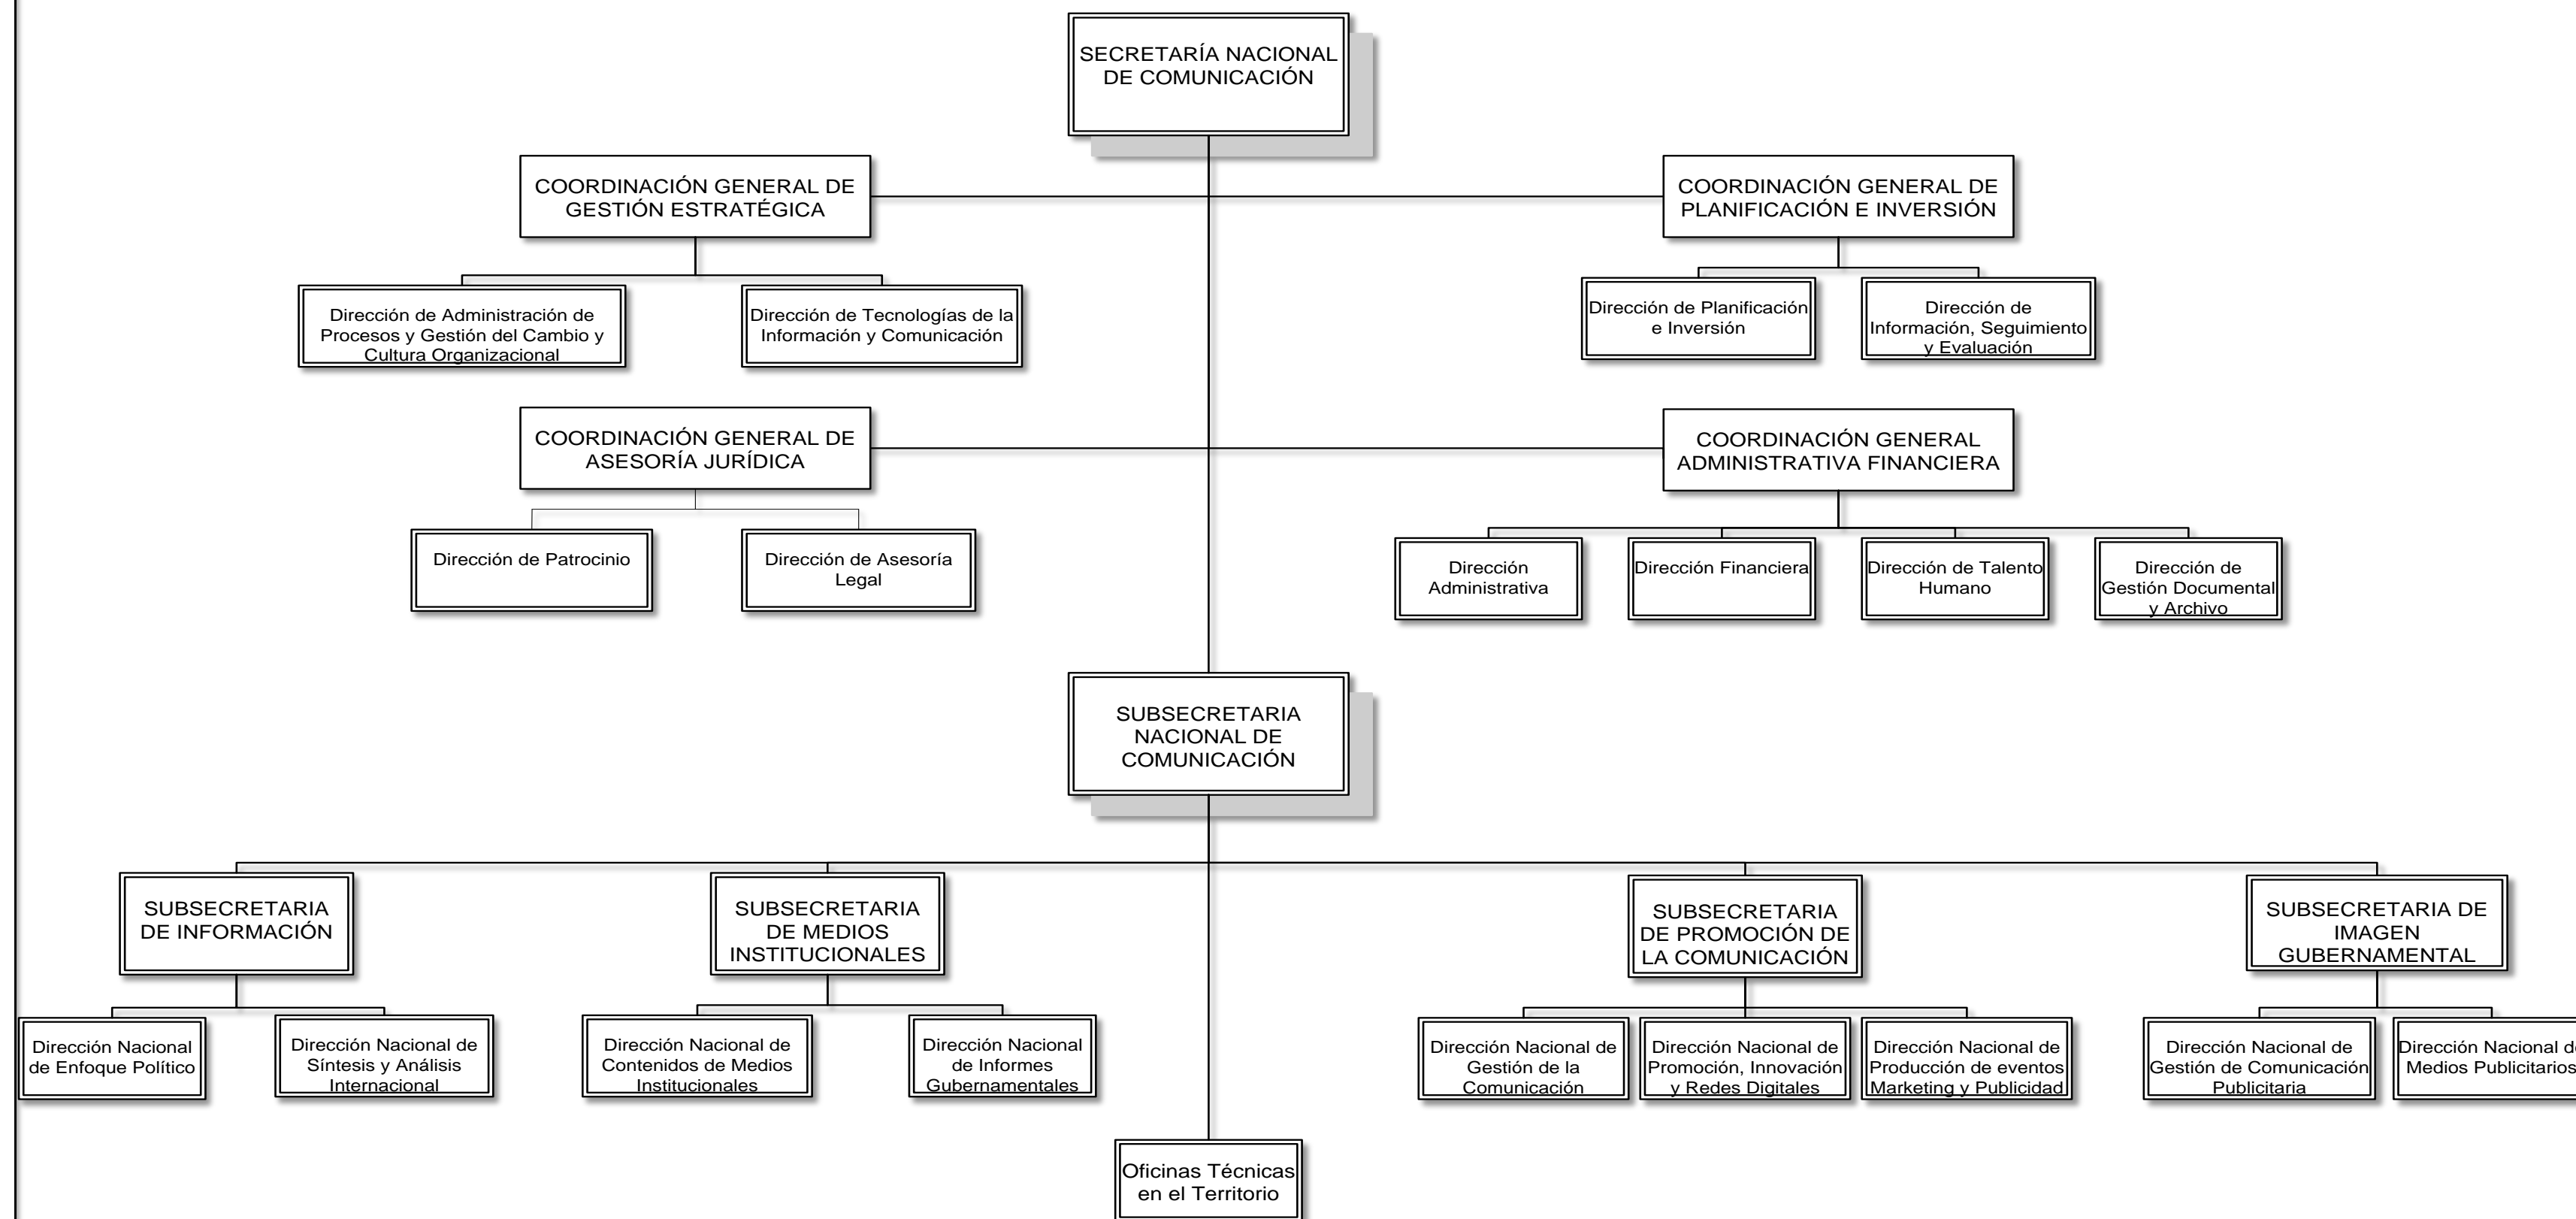 SECRETARÍA NACIONAL
DE COMUNICACIÓN
COORDINACIÓN GENERAL DE
GESTIÓN ESTRATÉGICA
COORDINACIÓN GENERAL DE
PLANIFICACIÓN E INVERSIÓN
Dirección de Administración de
Procesos y Gestión del Cambio y
Cultura Organizacional
Dirección de Tecnologías de la
Información y Comunicación
Dirección de Planificación
e Inversión
Dirección de
Información, Seguimiento
y Evaluación
COORDINACIÓN GENERAL DE
ASESORÍA JURÍDICA
COORDINACIÓN GENERAL
ADMINISTRATIVA FINANCIERA
Dirección de Patrocinio
Dirección de Asesoría
Legal
Dirección
Administrativa
Dirección Financiera
Dirección de Talento
Humano
Dirección de
Gestión Documental
y Archivo
SUBSECRETARIA
NACIONAL DE
COMUNICACIÓN
SUBSECRETARIA
DE INFORMACIÓN
SUBSECRETARIA
DE MEDIOS
INSTITUCIONALES
SUBSECRETARIA
DE PROMOCIÓN DE
LA COMUNICACIÓN
SUBSECRETARIA DE
IMAGEN
GUBERNAMENTAL
Dirección Nacional
de Enfoque Político
Dirección Nacional de
Síntesis y Análisis
Internacional
Dirección Nacional de
Contenidos de Medios
Institucionales
Dirección Nacional
de Informes
Gubernamentales
Dirección Nacional de
Gestión de la
Comunicación
Dirección Nacional de
Promoción, Innovación
y Redes Digitales
Dirección Nacional de
Producción de eventos
Marketing y Publicidad
Dirección Nacional de
Gestión de Comunicación
Publicitaria
Dirección Nacional de
Medios Publicitarios
Oficinas Técnicas
en el Territorio